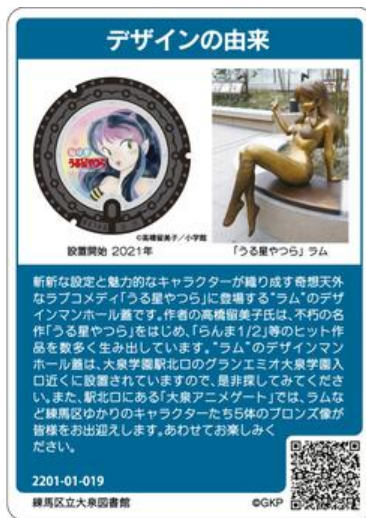 デザインの由来
うる星やつら
©高橋留美子／小学館
設置開始 2021年
「うる星やつら」ラム
斬新な設定と魅力的なキャラクターが織り成す奇想天外
なラブコメディ「うる星やつら」に登場する“ラム”のデザ
インマンホール蓋です。作者の高橋留美子氏は、不朽の名
作「うる星やつら」をはじめ、「らんま1/2」等のヒット作
品を数多く生み出しています。“ラム”のデザインマン
ホール蓋は、大泉学園駅北口のグランエミオ大泉学園入
口近くに設置されていますので、是非探してみてくださ
い。また、駅北口にある「大泉アニメゲート」では、ラムな
ど練馬区ゆかりのキャラクターたち5体のブロンズ像が
皆様をお出迎えします。あわせてお楽しみく
ださい。
2201-01-019
練馬区立大泉図書館
©GKP